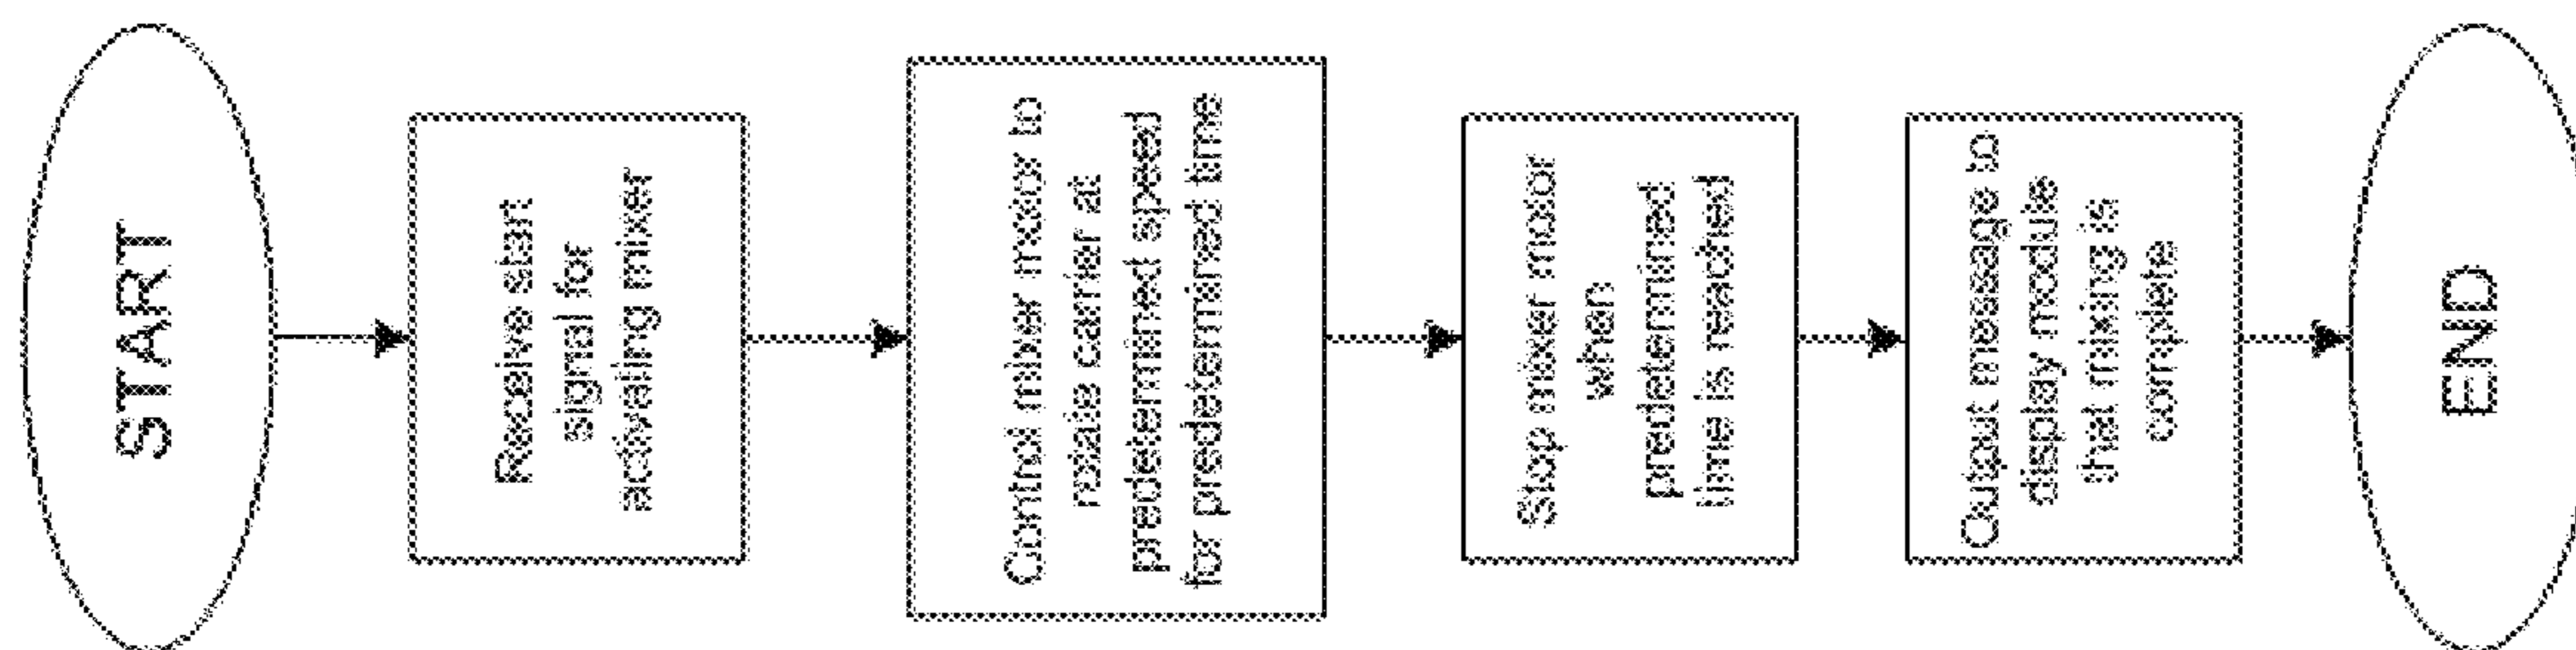 START
Receive start
signal for
activating mixer
Control mixer motor to
rotate carrier at
predetermined speed
for predetermined time
Stop mixer motor
when
predetermined
time is reached
Output message to
display module
that mixing is
complete
END